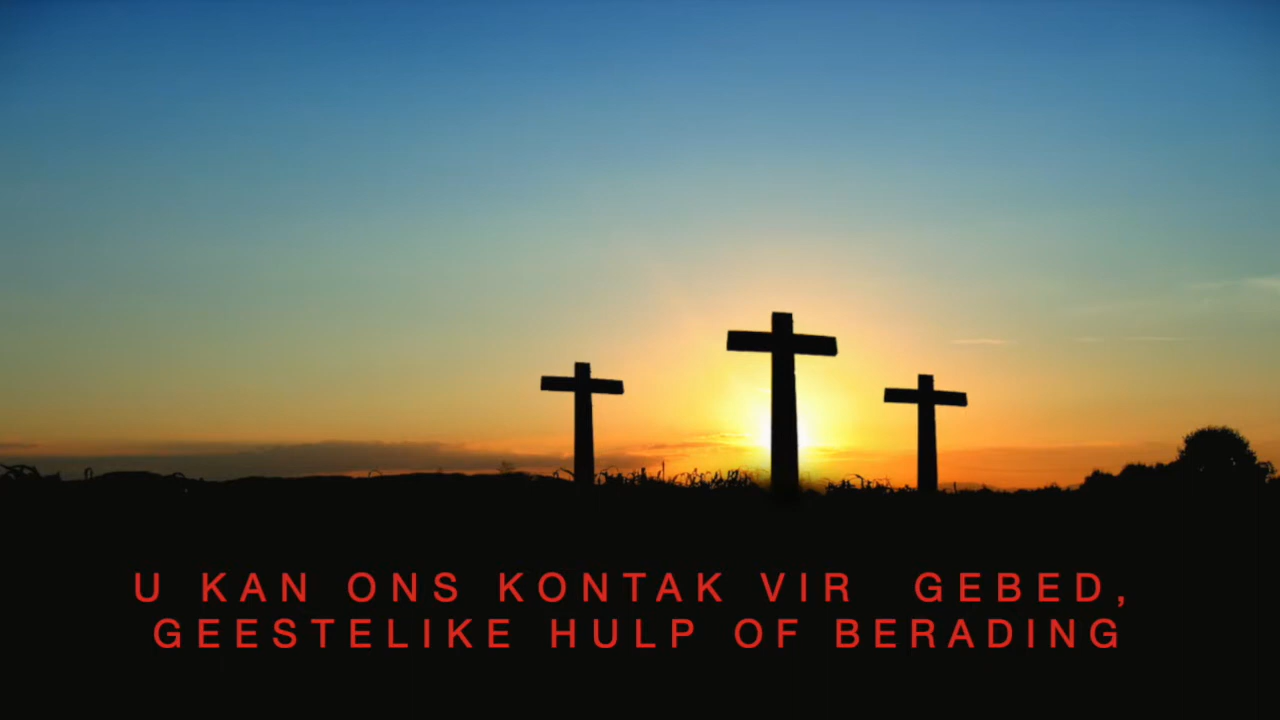 U KAN ONS KONTAK VIR GEBED,
GEESTELIKE HULP OF BERADING